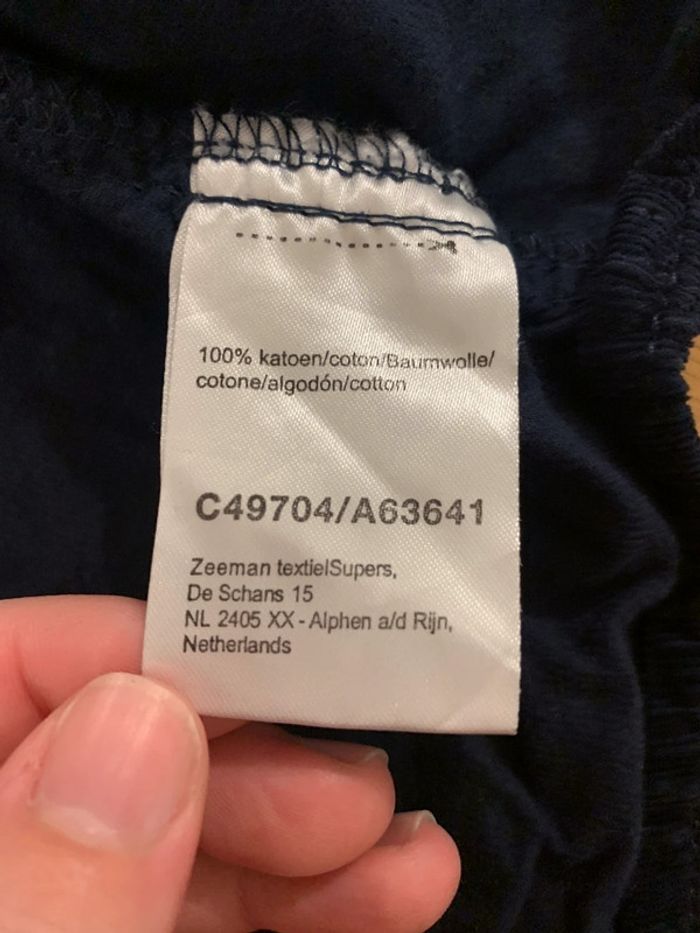 100% katoen/coton/Baumwolle/
cotone/algodón/cotton
C49704/A63641
Zeeman textielSupers,
De Schans 15
NL 2405 XX - Alphen a/d Rijn,
Netherlands